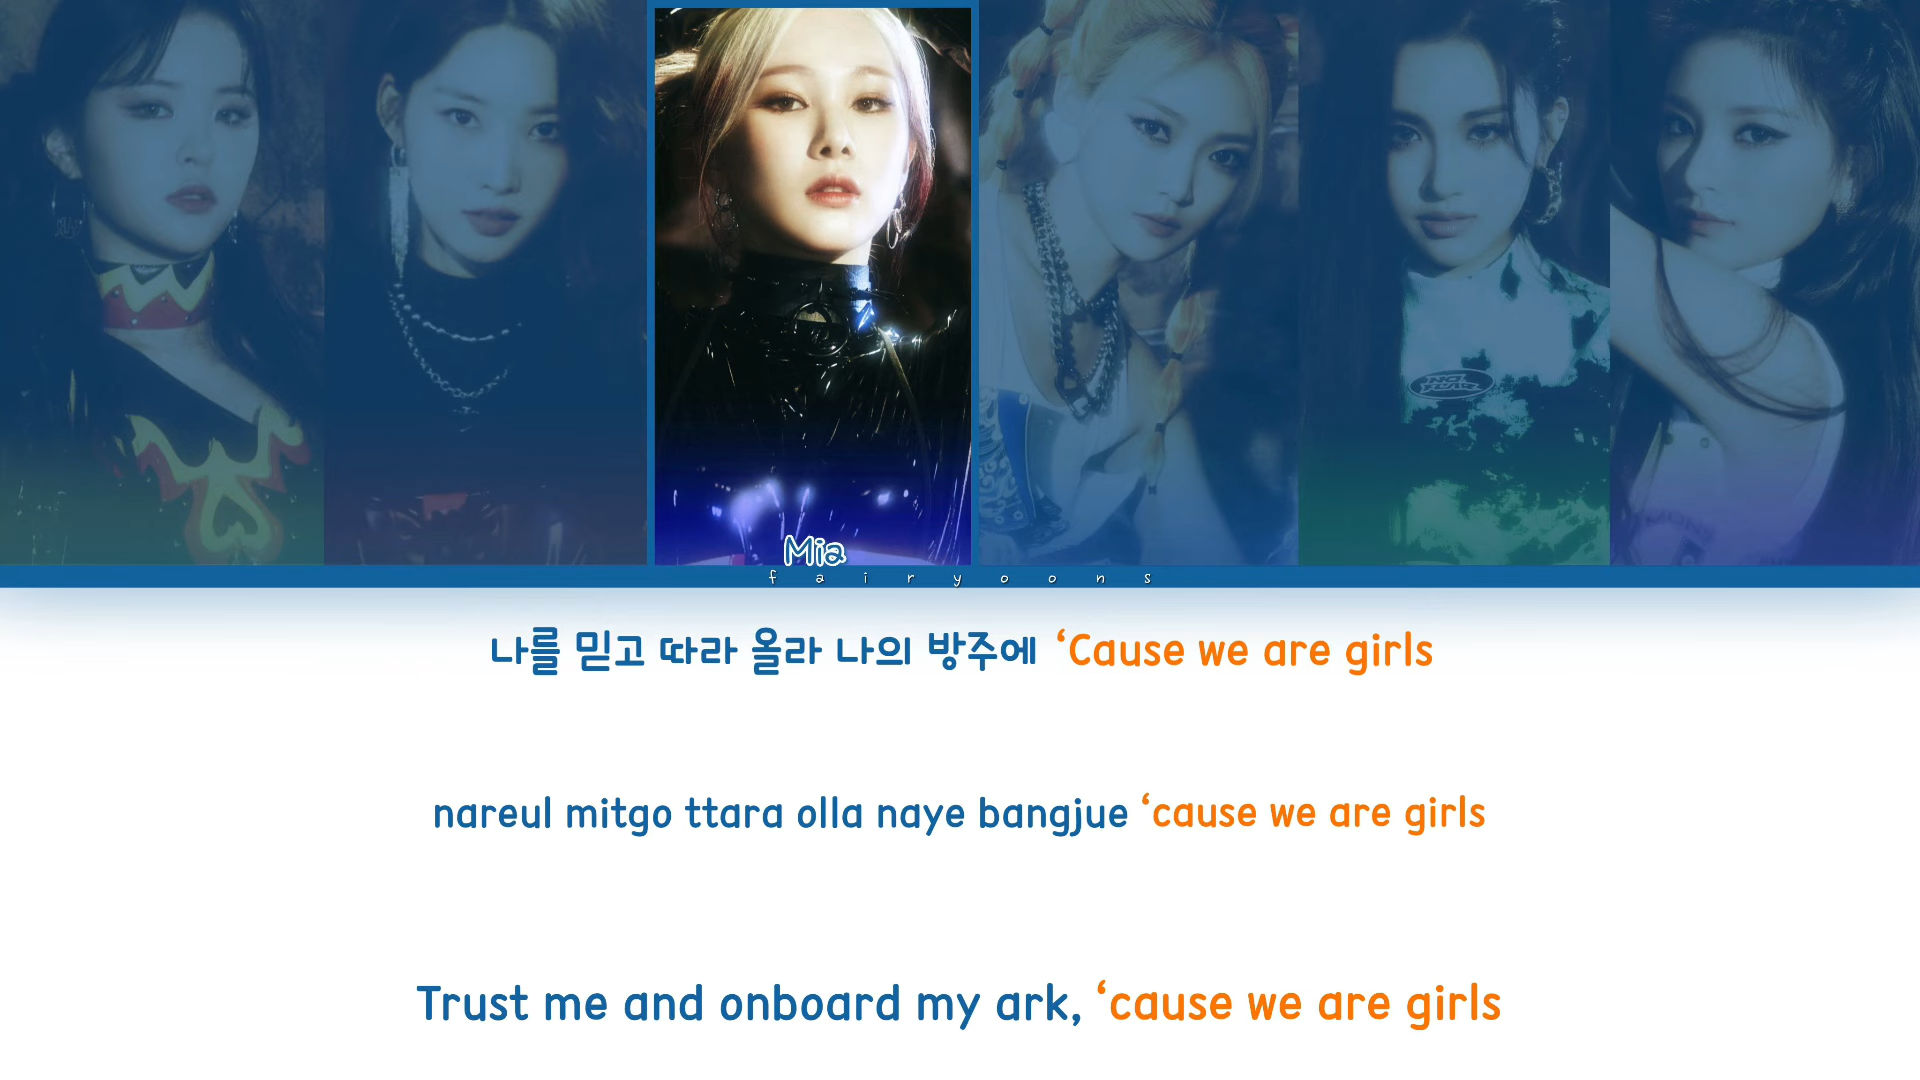 Mia
fairyoons
나를 믿고 따라 올라 나의 방주에 ‘Cause we are girls
nareul mitgo ttara olla naye bangjue ‘cause we are girls
Trust me and onboard my ark, ‘cause we are girls